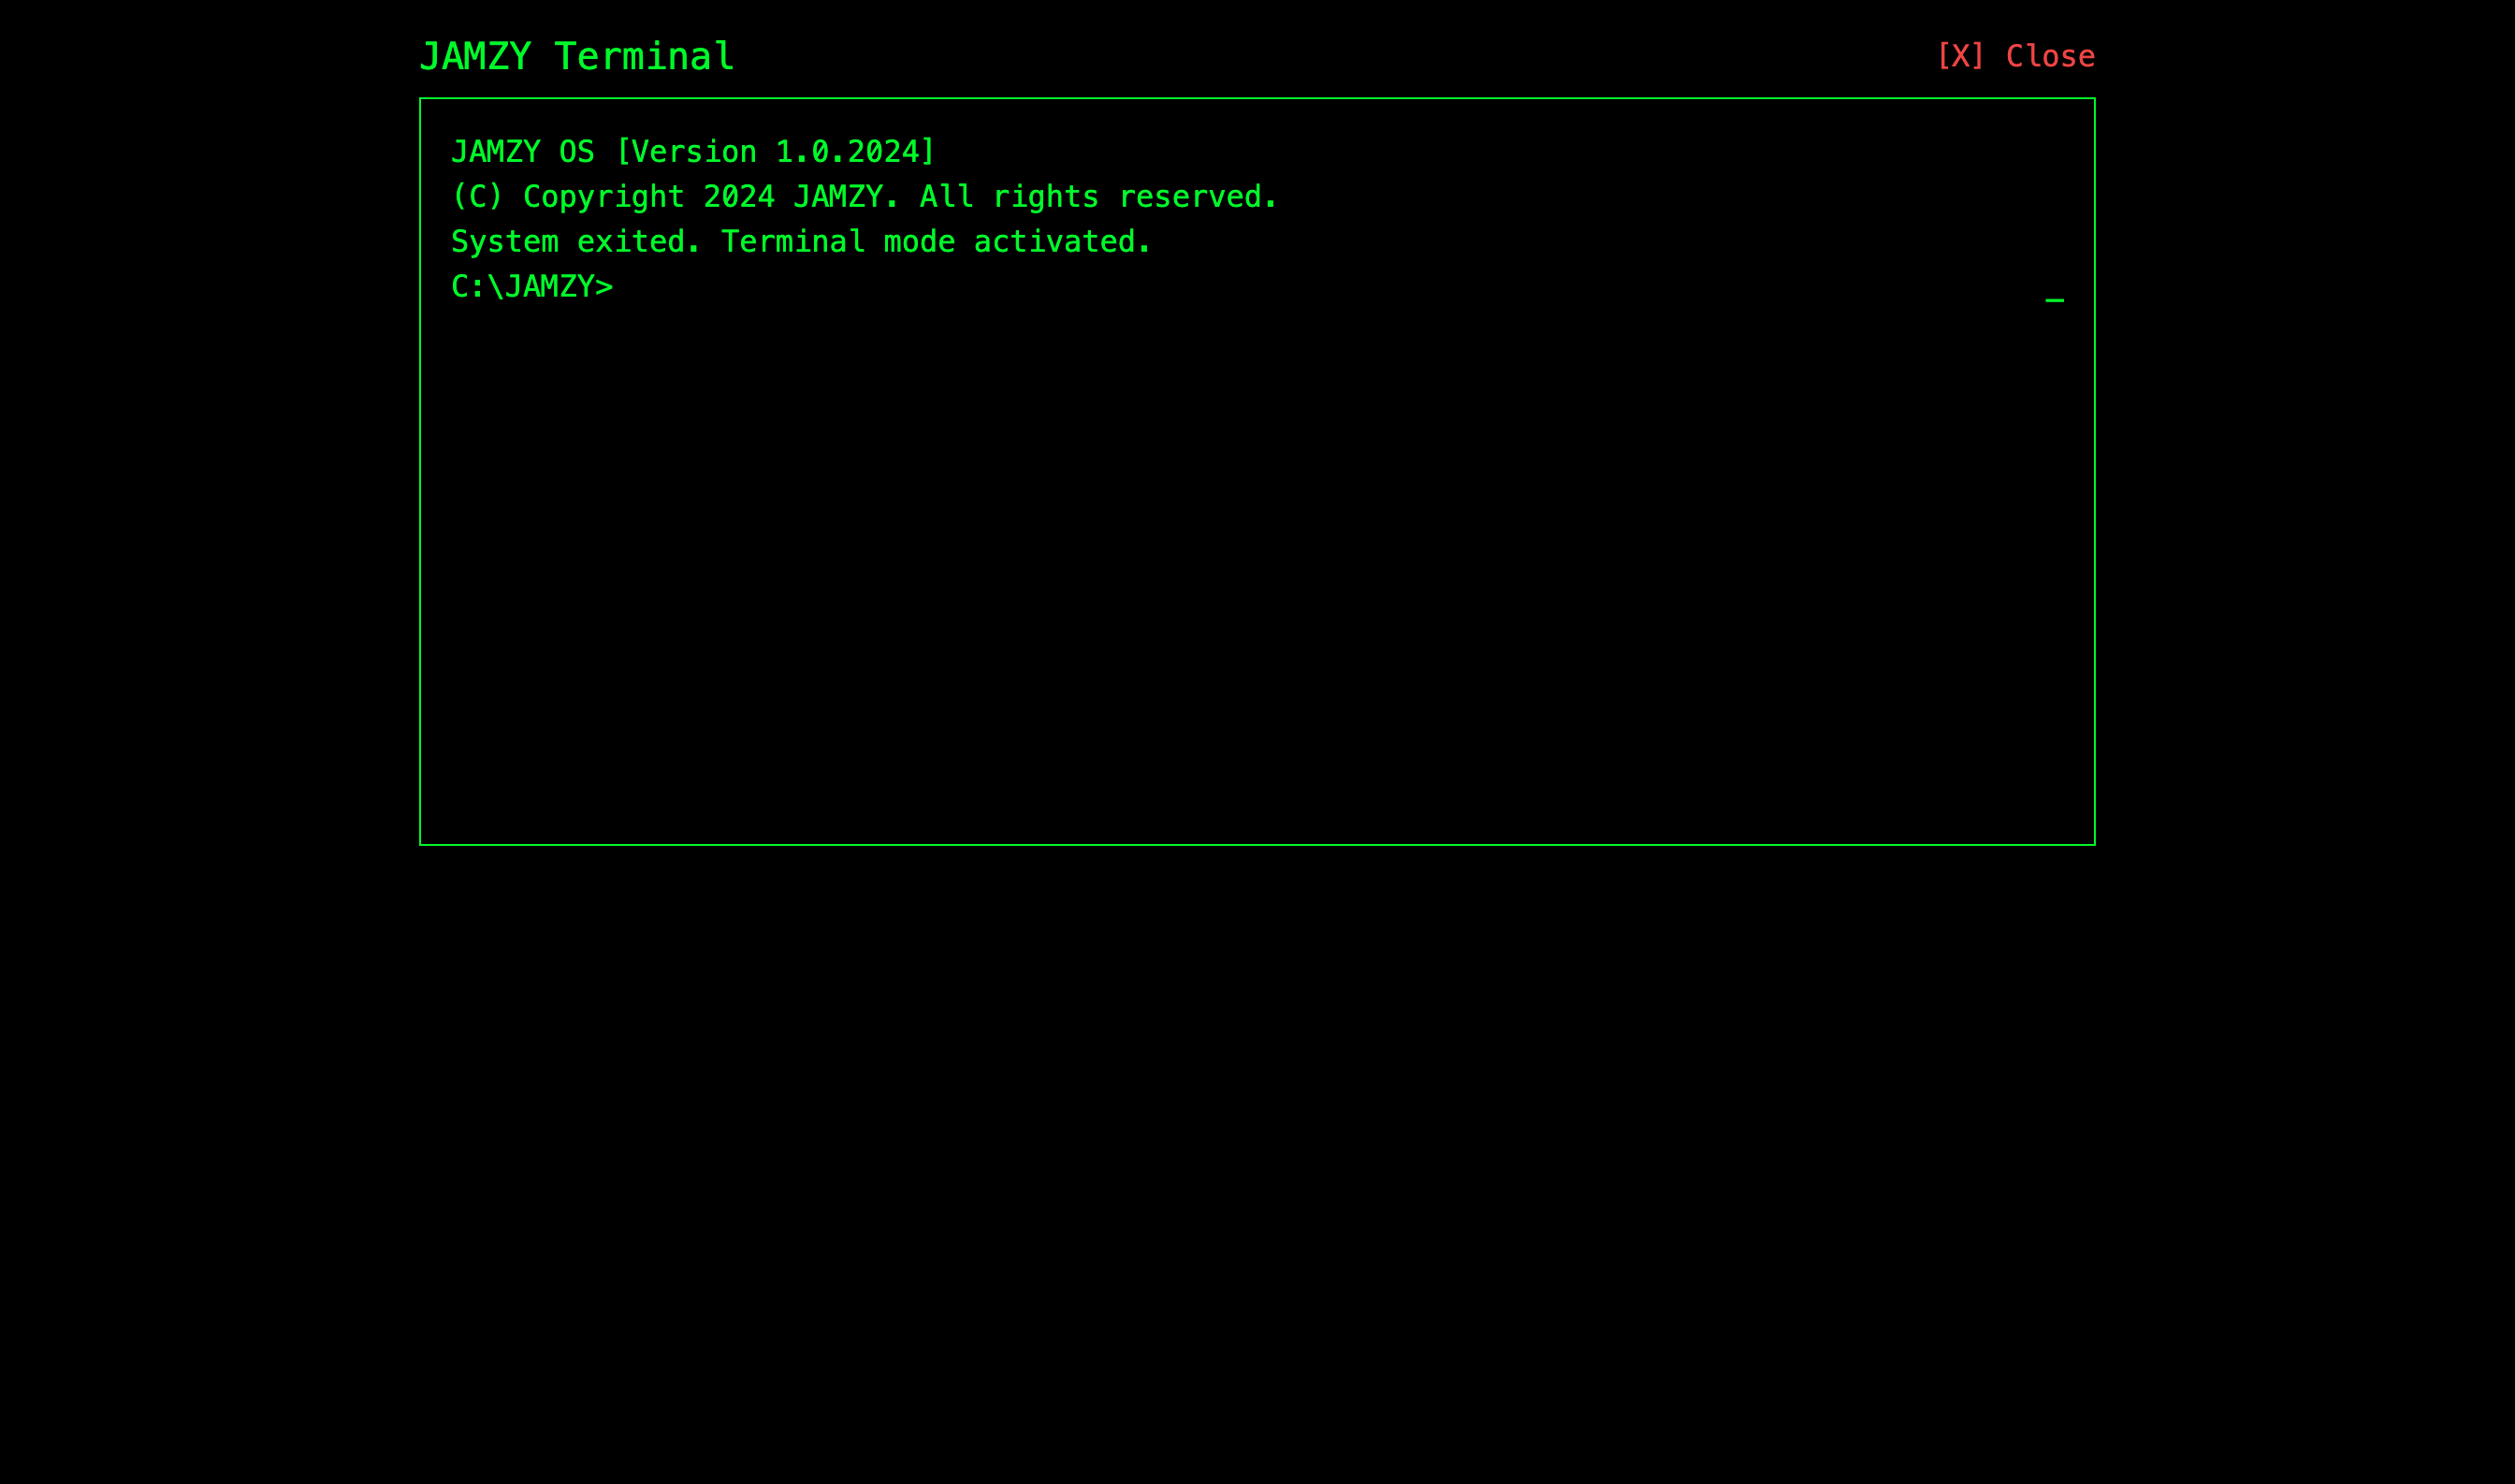 JAMZY Terminal
[X] Close
JAMZY OS [Version 1.0.2024]
(C) Copyright 2024 JAMZY. All rights reserved.
System exited. Terminal mode activated.
C:\JAMZY> _